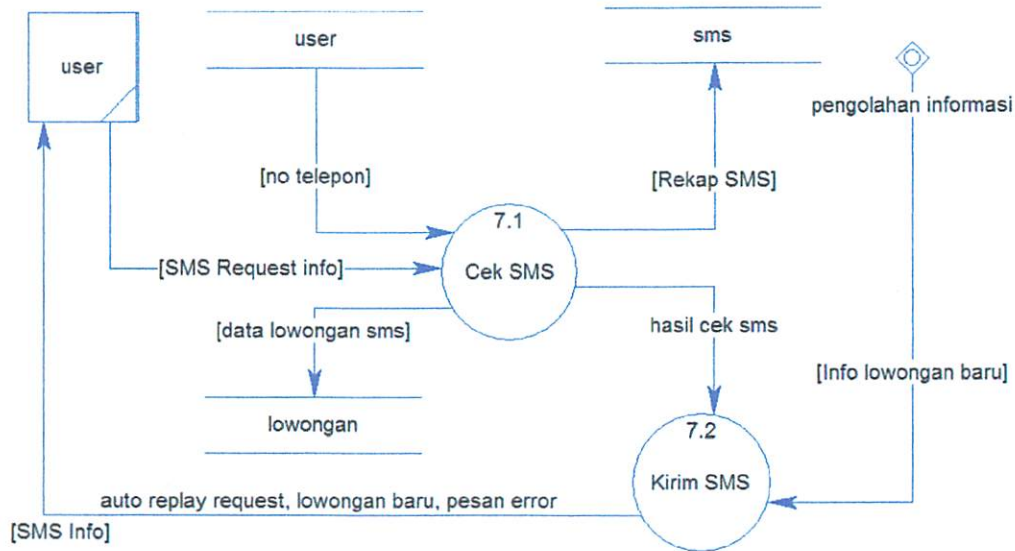 user
user
sms
pengolahan informasi
[no telepon]
[Rekap SMS]
7.1
Cek SMS
[SMS Request info]
[data lowongan sms]
hasil cek sms
[Info lowongan baru]
lowongan
7.2
Kirim SMS
auto replay request, lowongan baru, pesan error
[SMS Info]